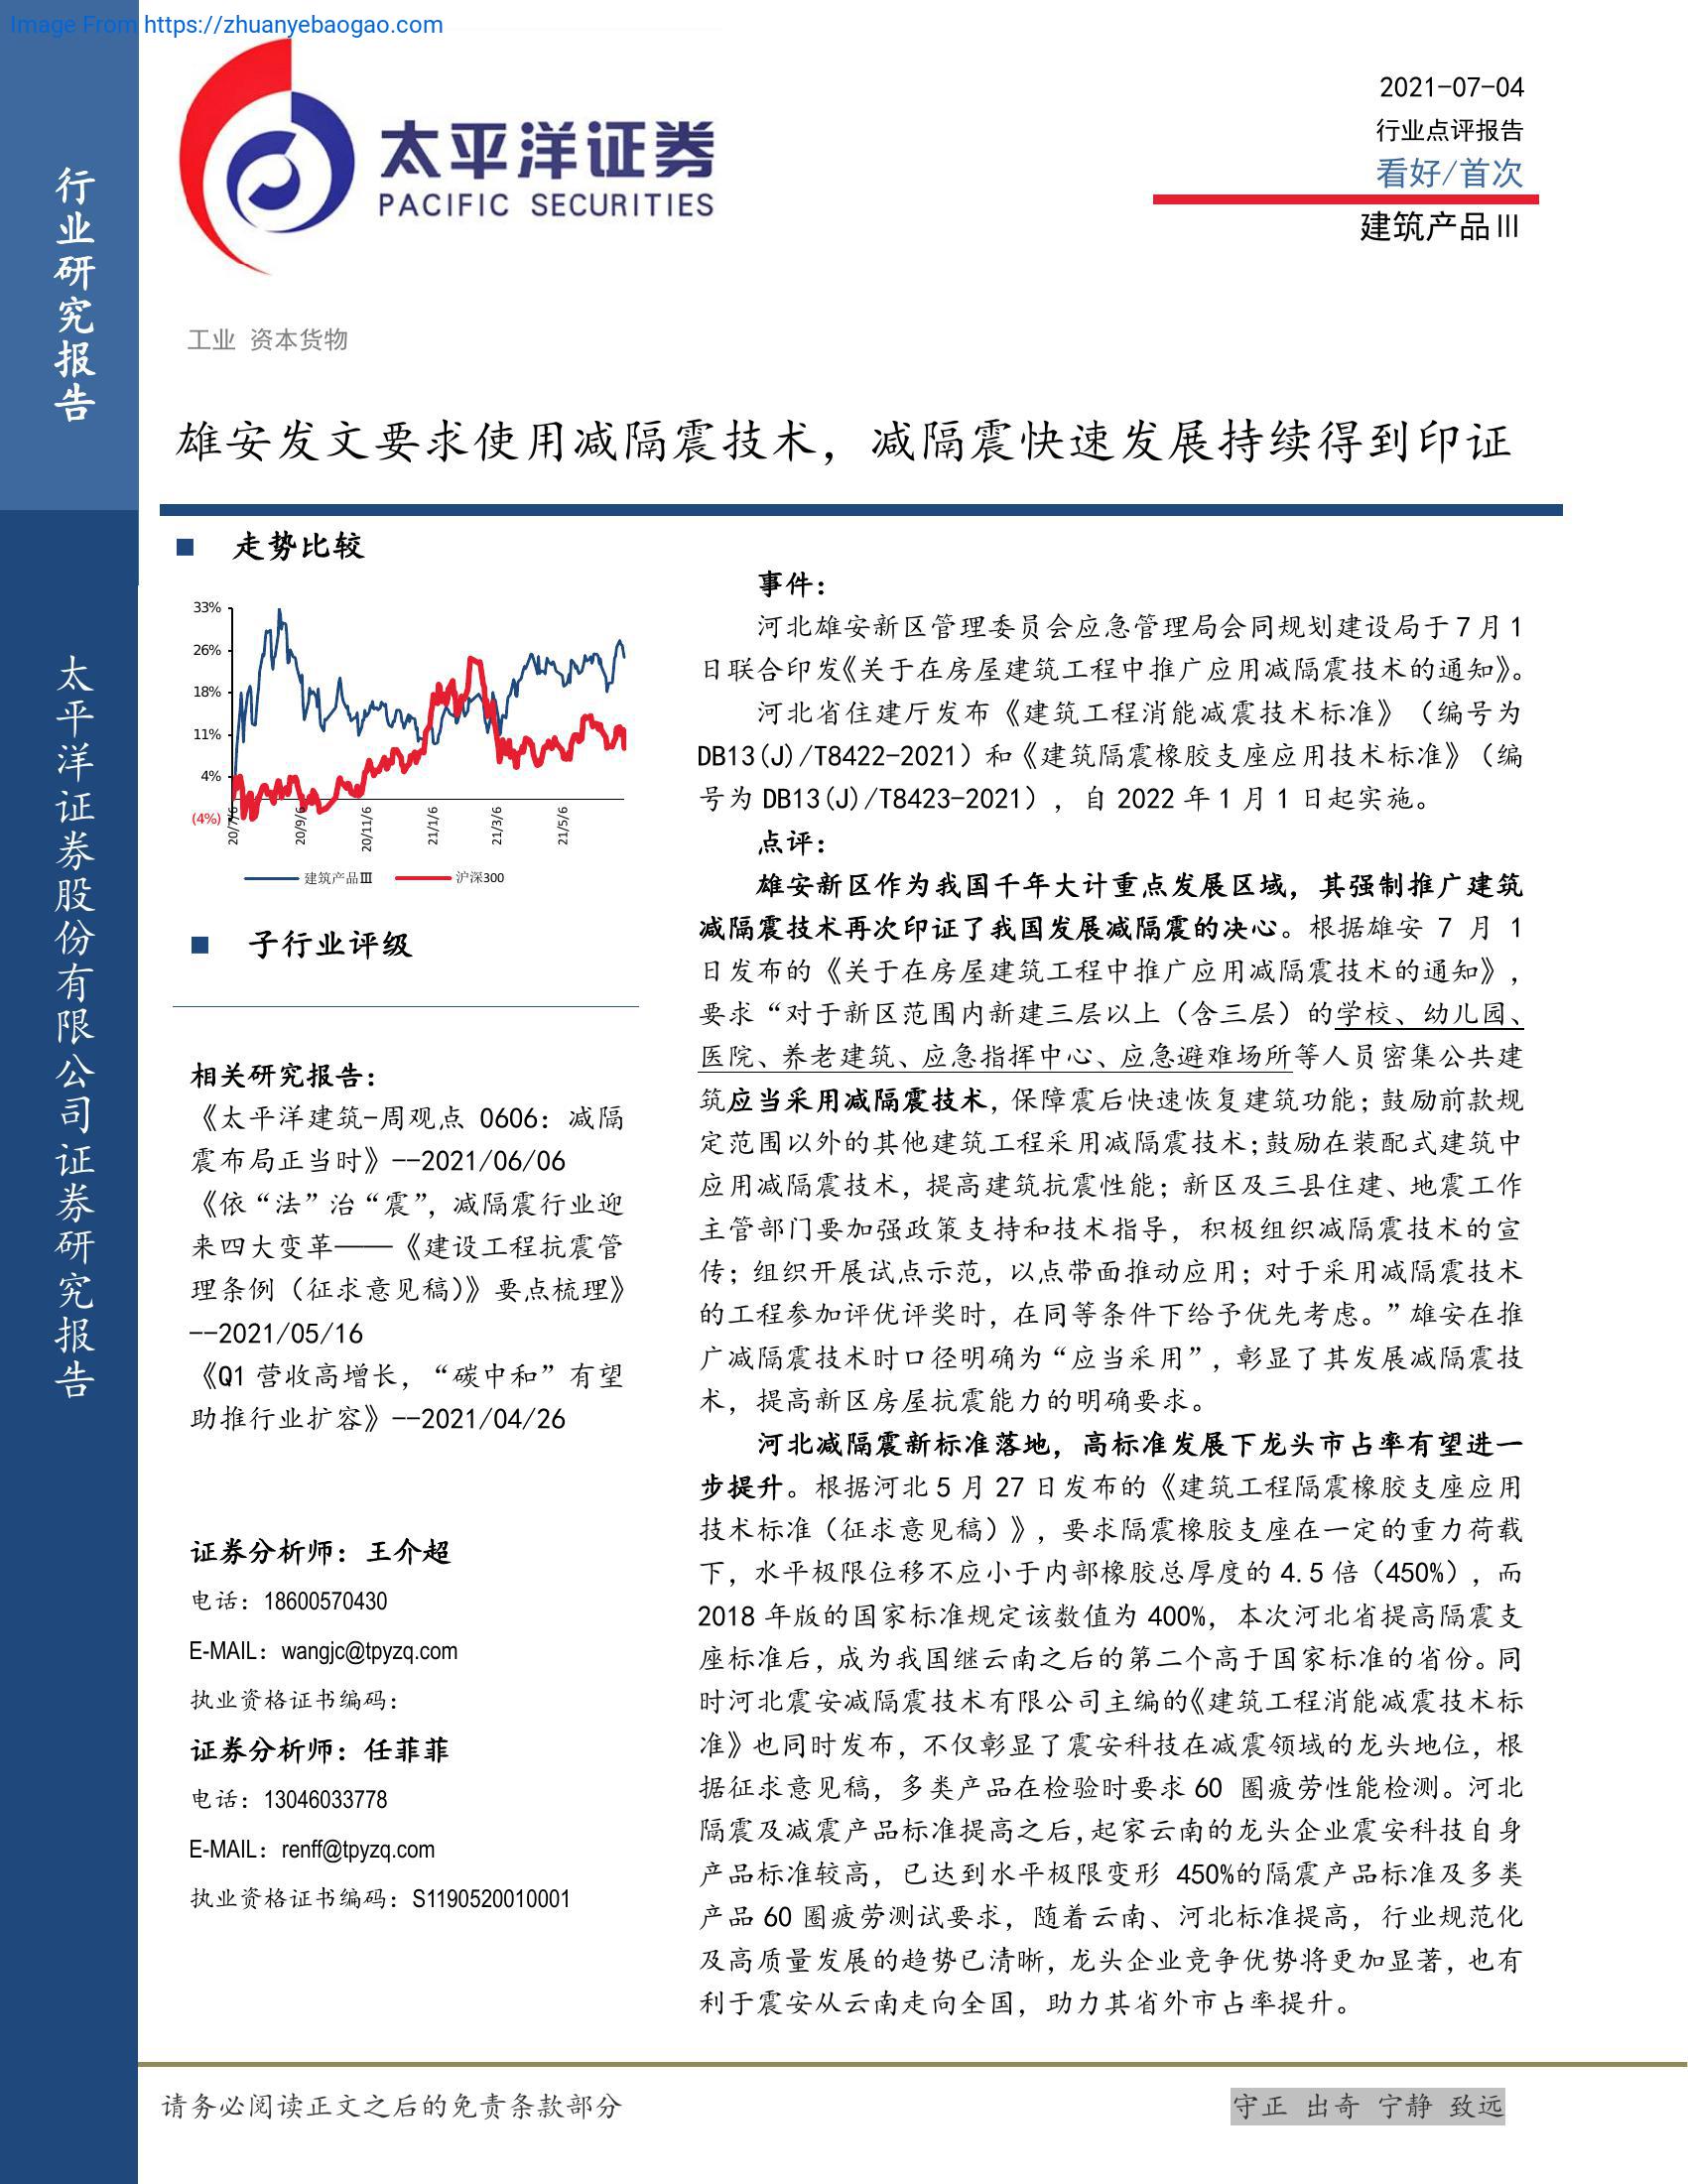 Image From https://zhuanyebaogao.com
行业研究报告
太平洋证券股份有限公司证券研究报告
太平洋证券
PACIFIC SECURITIES
2021-07-04
行业点评报告
看好/首次
建筑产品Ⅲ
工业 资本货物
雄安发文要求使用减隔震技术，减隔震快速发展持续得到印证
■ 走势比较
33%
26%
18%
11%
4%
(4%)
20/7/6
20/9/6
20/11/6
21/1/6
21/3/6
21/5/6
建筑产品Ⅲ
沪深300
■ 子行业评级
相关研究报告：
《太平洋建筑-周观点 0606：减隔
震布局正当时》--2021/06/06
《依“法”治“震”，减隔震行业迎
来四大变革——《建设工程抗震管
理条例（征求意见稿）》要点梳理》
--2021/05/16
《Q1 营收高增长，“碳中和”有望
助推行业扩容》--2021/04/26
证券分析师：王介超
电话：18600570430
E-MAIL：wangjc@tpyzq.com
执业资格证书编码：
证券分析师：任菲菲
电话：13046033778
E-MAIL：renff@tpyzq.com
执业资格证书编码：S1190520010001
事件：
河北雄安新区管理委员会应急管理局会同规划建设局于 7 月 1
日联合印发《关于在房屋建筑工程中推广应用减隔震技术的通知》。
河北省住建厅发布《建筑工程消能减震技术标准》（编号为
DB13(J)/T8422-2021）和《建筑隔震橡胶支座应用技术标准》（编
号为 DB13(J)/T8423-2021），自 2022 年 1 月 1 日起实施。
点评：
雄安新区作为我国千年大计重点发展区域，其强制推广建筑
减隔震技术再次印证了我国发展减隔震的决心。根据雄安 7 月 1
日发布的《关于在房屋建筑工程中推广应用减隔震技术的通知》，
要求“对于新区范围内新建三层以上（含三层）的学校、幼儿园、
医院、养老建筑、应急指挥中心、应急避难场所等人员密集公共建
筑应当采用减隔震技术，保障震后快速恢复建筑功能；鼓励前款规
定范围以外的其他建筑工程采用减隔震技术；鼓励在装配式建筑中
应用减隔震技术，提高建筑抗震性能；新区及三县住建、地震工作
主管部门要加强政策支持和技术指导，积极组织减隔震技术的宣
传；组织开展试点示范，以点带面推动应用；对于采用减隔震技术
的工程参加评优评奖时，在同等条件下给予优先考虑。”雄安在推
广减隔震技术时口径明确为“应当采用”，彰显了其发展减隔震技
术，提高新区房屋抗震能力的明确要求。
河北减隔震新标准落地，高标准发展下龙头市占率有望进一
步提升。根据河北 5 月 27 日发布的《建筑工程隔震橡胶支座应用
技术标准（征求意见稿）》，要求隔震橡胶支座在一定的重力荷载
下，水平极限位移不应小于内部橡胶总厚度的 4.5 倍（450%），而
2018 年版的国家标准规定该数值为 400%，本次河北省提高隔震支
座标准后，成为我国继云南之后的第二个高于国家标准的省份。同
时河北震安减隔震技术有限公司主编的《建筑工程消能减震技术标
准》也同时发布，不仅彰显了震安科技在减震领域的龙头地位，根
据征求意见稿，多类产品在检验时要求 60 圈疲劳性能检测。河北
隔震及减震产品标准提高之后，起家云南的龙头企业震安科技自身
产品标准较高，已达到水平极限变形 450%的隔震产品标准及多类
产品 60 圈疲劳测试要求，随着云南、河北标准提高，行业规范化
及高质量发展的趋势已清晰，龙头企业竞争优势将更加显著，也有
利于震安从云南走向全国，助力其省外市占率提升。
请务必阅读正文之后的免责条款部分
守正 出奇 宁静 致远